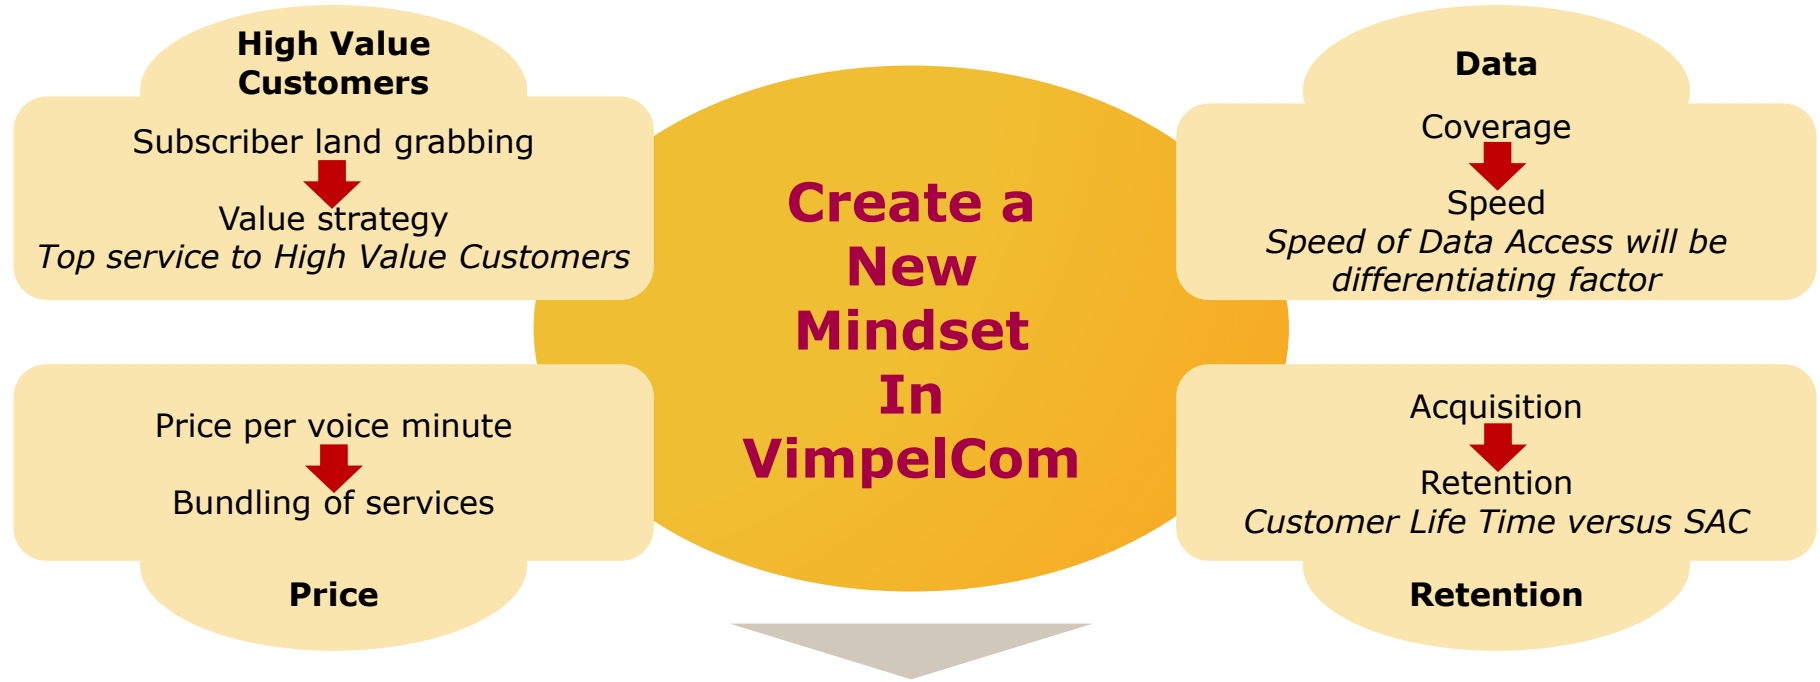 High Value
Customers
Subscriber land grabbing
Value strategy
Top service to High Value Customers
Data
Coverage
Speed
Speed of Data Access will be
differentiating factor
Create a
New
Mindset
In
VimpelCom
Price per voice minute
Bundling of services
Price
Acquisition
Retention
Customer Life Time versus SAC
Retention